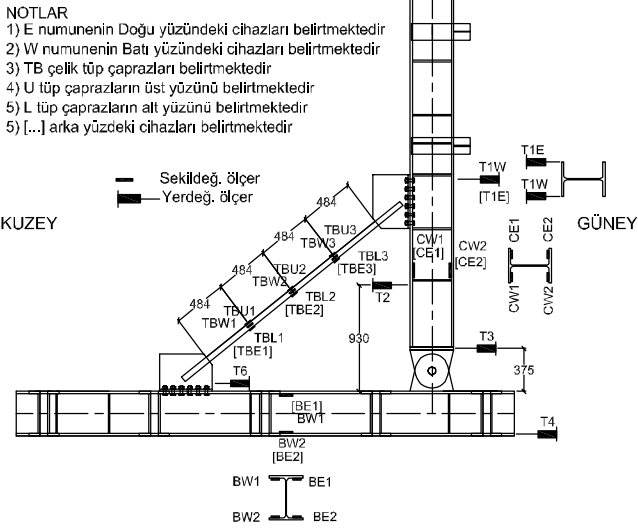 NOTLAR
1) E numunenin Doğu yüzündeki cihazları belirtmektedir
2) W numunenin Batı yüzündeki cihazları belirtmektedir
3) TB çelik tüp çaprazları belirtmektedir
4) U tüp çaprazların üst yüzünü belirtmektedir
5) L tüp çaprazların alt yüzünü belirtmektedir
5) [...] arka yüzdeki cihazları belirtmektedir
Sekildeğ. ölçer
Yerdeğ. ölçer
KUZEY
GÜNEY
T1E
T1W
T1W
[T1E]
484
484
484
484
TBU3
TBW3
TBL3
[TBE3]
TBU2
TBW2
TBL2
[TBE2]
TBU1
TBW1
TBL1
[TBE1]
CW1
[CE1]
CW2
[CE2]
CE1
CE2
CW1
CW2
T2
930
T3
375
T6
[BE1]
BW1
T4
BW2
[BE2]
BW1
BE1
BW2
BE2